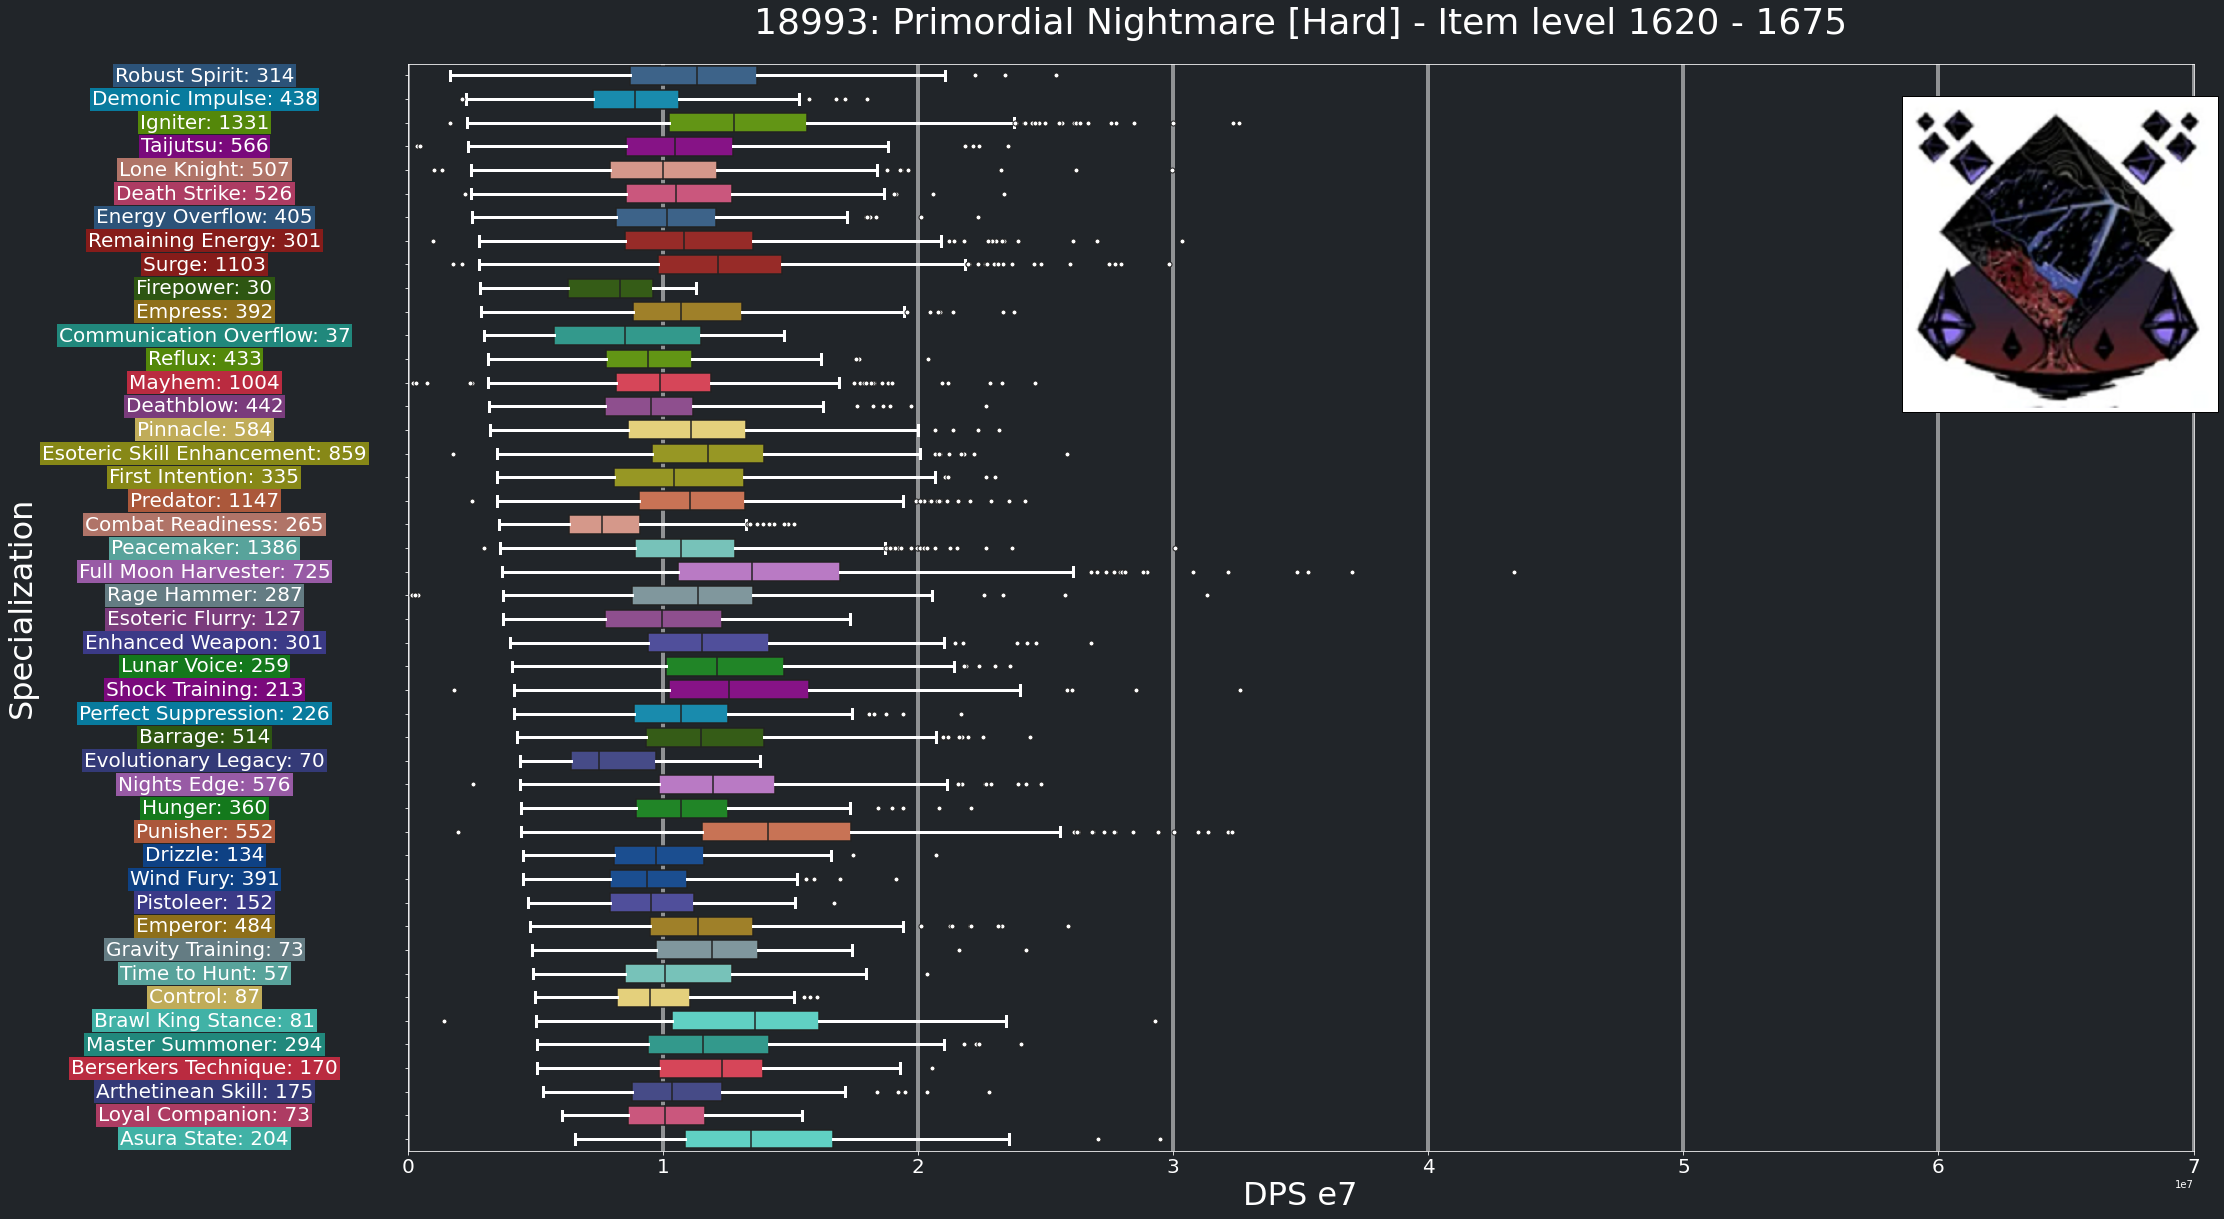 18993: Primordial Nightmare [Hard] - Item level 1620 - 1675
Specialization
Robust Spirit: 314
Demonic Impulse: 438
Igniter: 1331
Taijutsu: 566
Lone Knight: 507
Death Strike: 526
Energy Overflow: 405
Remaining Energy: 301
Surge: 1103
Firepower: 30
Empress: 392
Communication Overflow: 37
Reflux: 433
Mayhem: 1004
Deathblow: 442
Pinnacle: 584
Esoteric Skill Enhancement: 859
First Intention: 335
Predator: 1147
Combat Readiness: 265
Peacemaker: 1386
Full Moon Harvester: 725
Rage Hammer: 287
Esoteric Flurry: 127
Enhanced Weapon: 301
Lunar Voice: 259
Shock Training: 213
Perfect Suppression: 226
Barrage: 514
Evolutionary Legacy: 70
Nights Edge: 576
Hunger: 360
Punisher: 552
Drizzle: 134
Wind Fury: 391
Pistoleer: 152
Emperor: 484
Gravity Training: 73
Time to Hunt: 57
Control: 87
Brawl King Stance: 81
Master Summoner: 294
Berserkers Technique: 170
Arthetinean Skill: 175
Loyal Companion: 73
Asura State: 204
0 1 2 3 4 5 6 7
1e7
DPS e7